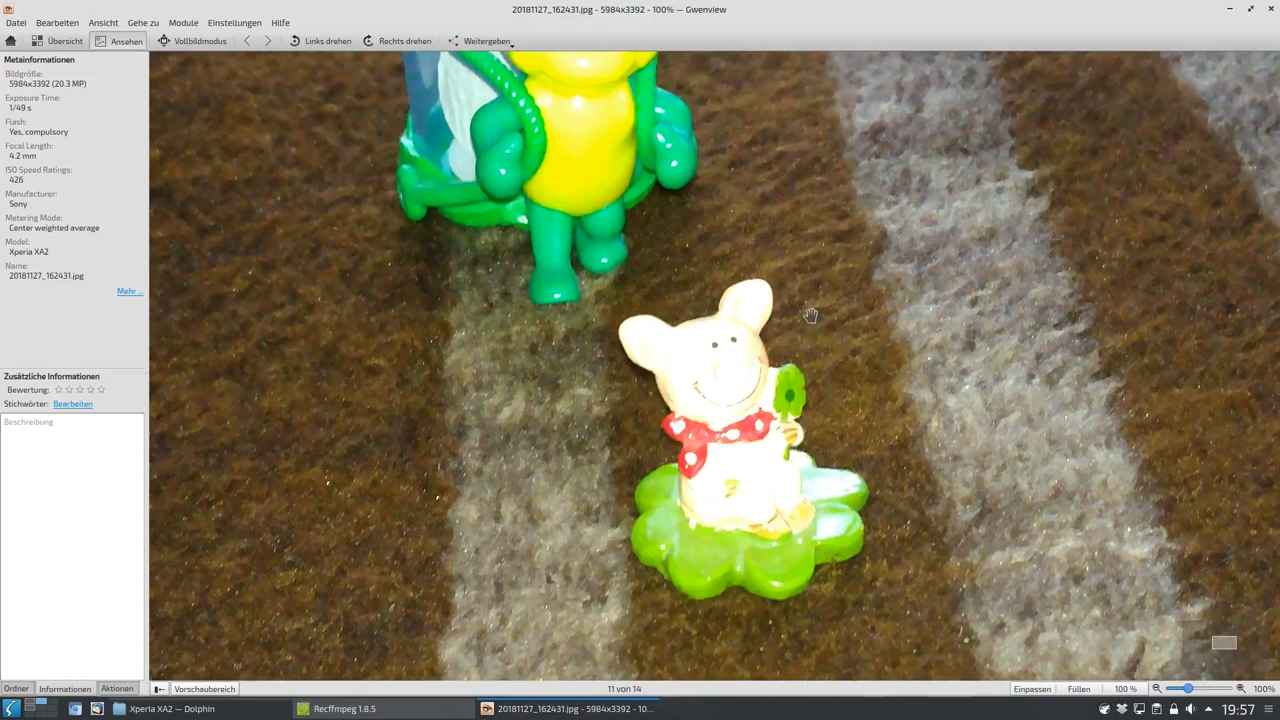 20181127_162431.jpg - 5984x3392 - 100% — Gwenview
Datei Bearbeiten Ansicht Gehe zu Module Einstellungen Hilfe
Übersicht Ansehen Vollbildmodus Links drehen Rechts drehen Weitergeben
Metainformationen
Bildgröße:
5984x3392 (20.3 MP)
Exposure Time:
1/49 s
Flash:
Yes, compulsory
Focal Length:
4.2 mm
ISO Speed Ratings:
426
Manufacturer:
Sony
Metering Mode:
Center weighted average
Model:
Xperia XA2
Name:
20181127_162431.jpg
Mehr ...
Zusätzliche Informationen
Bewertung:
Stichwörter: Bearbeiten
Beschreibung
Ordner Informationen Aktionen Vorschaubereich 11 von 14 Einpassen Füllen 100 % 100%
Xperia XA2 — Dolphin Recffmpeg 1.8.5 20181127_162431.jpg - 5984x3392 - 10... 19:57